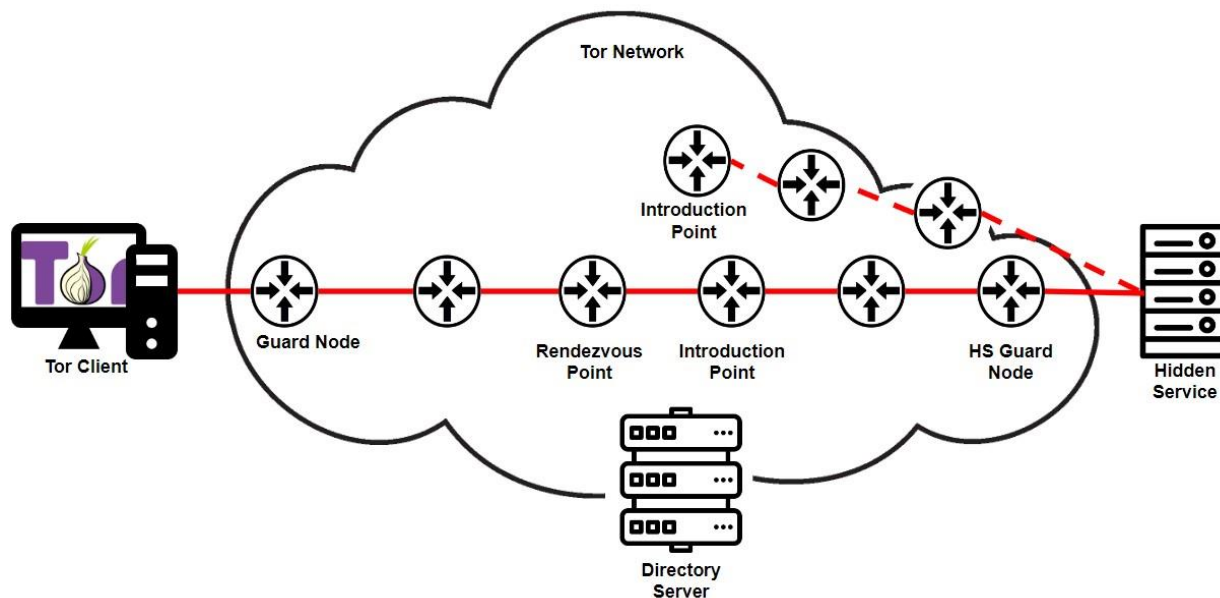 Tor Network
Introduction
Point
Tor
Guard Node
Tor Client
Rendezvous
Point
Introduction
Point
HS Guard
Node
Hidden
Service
Directory
Server